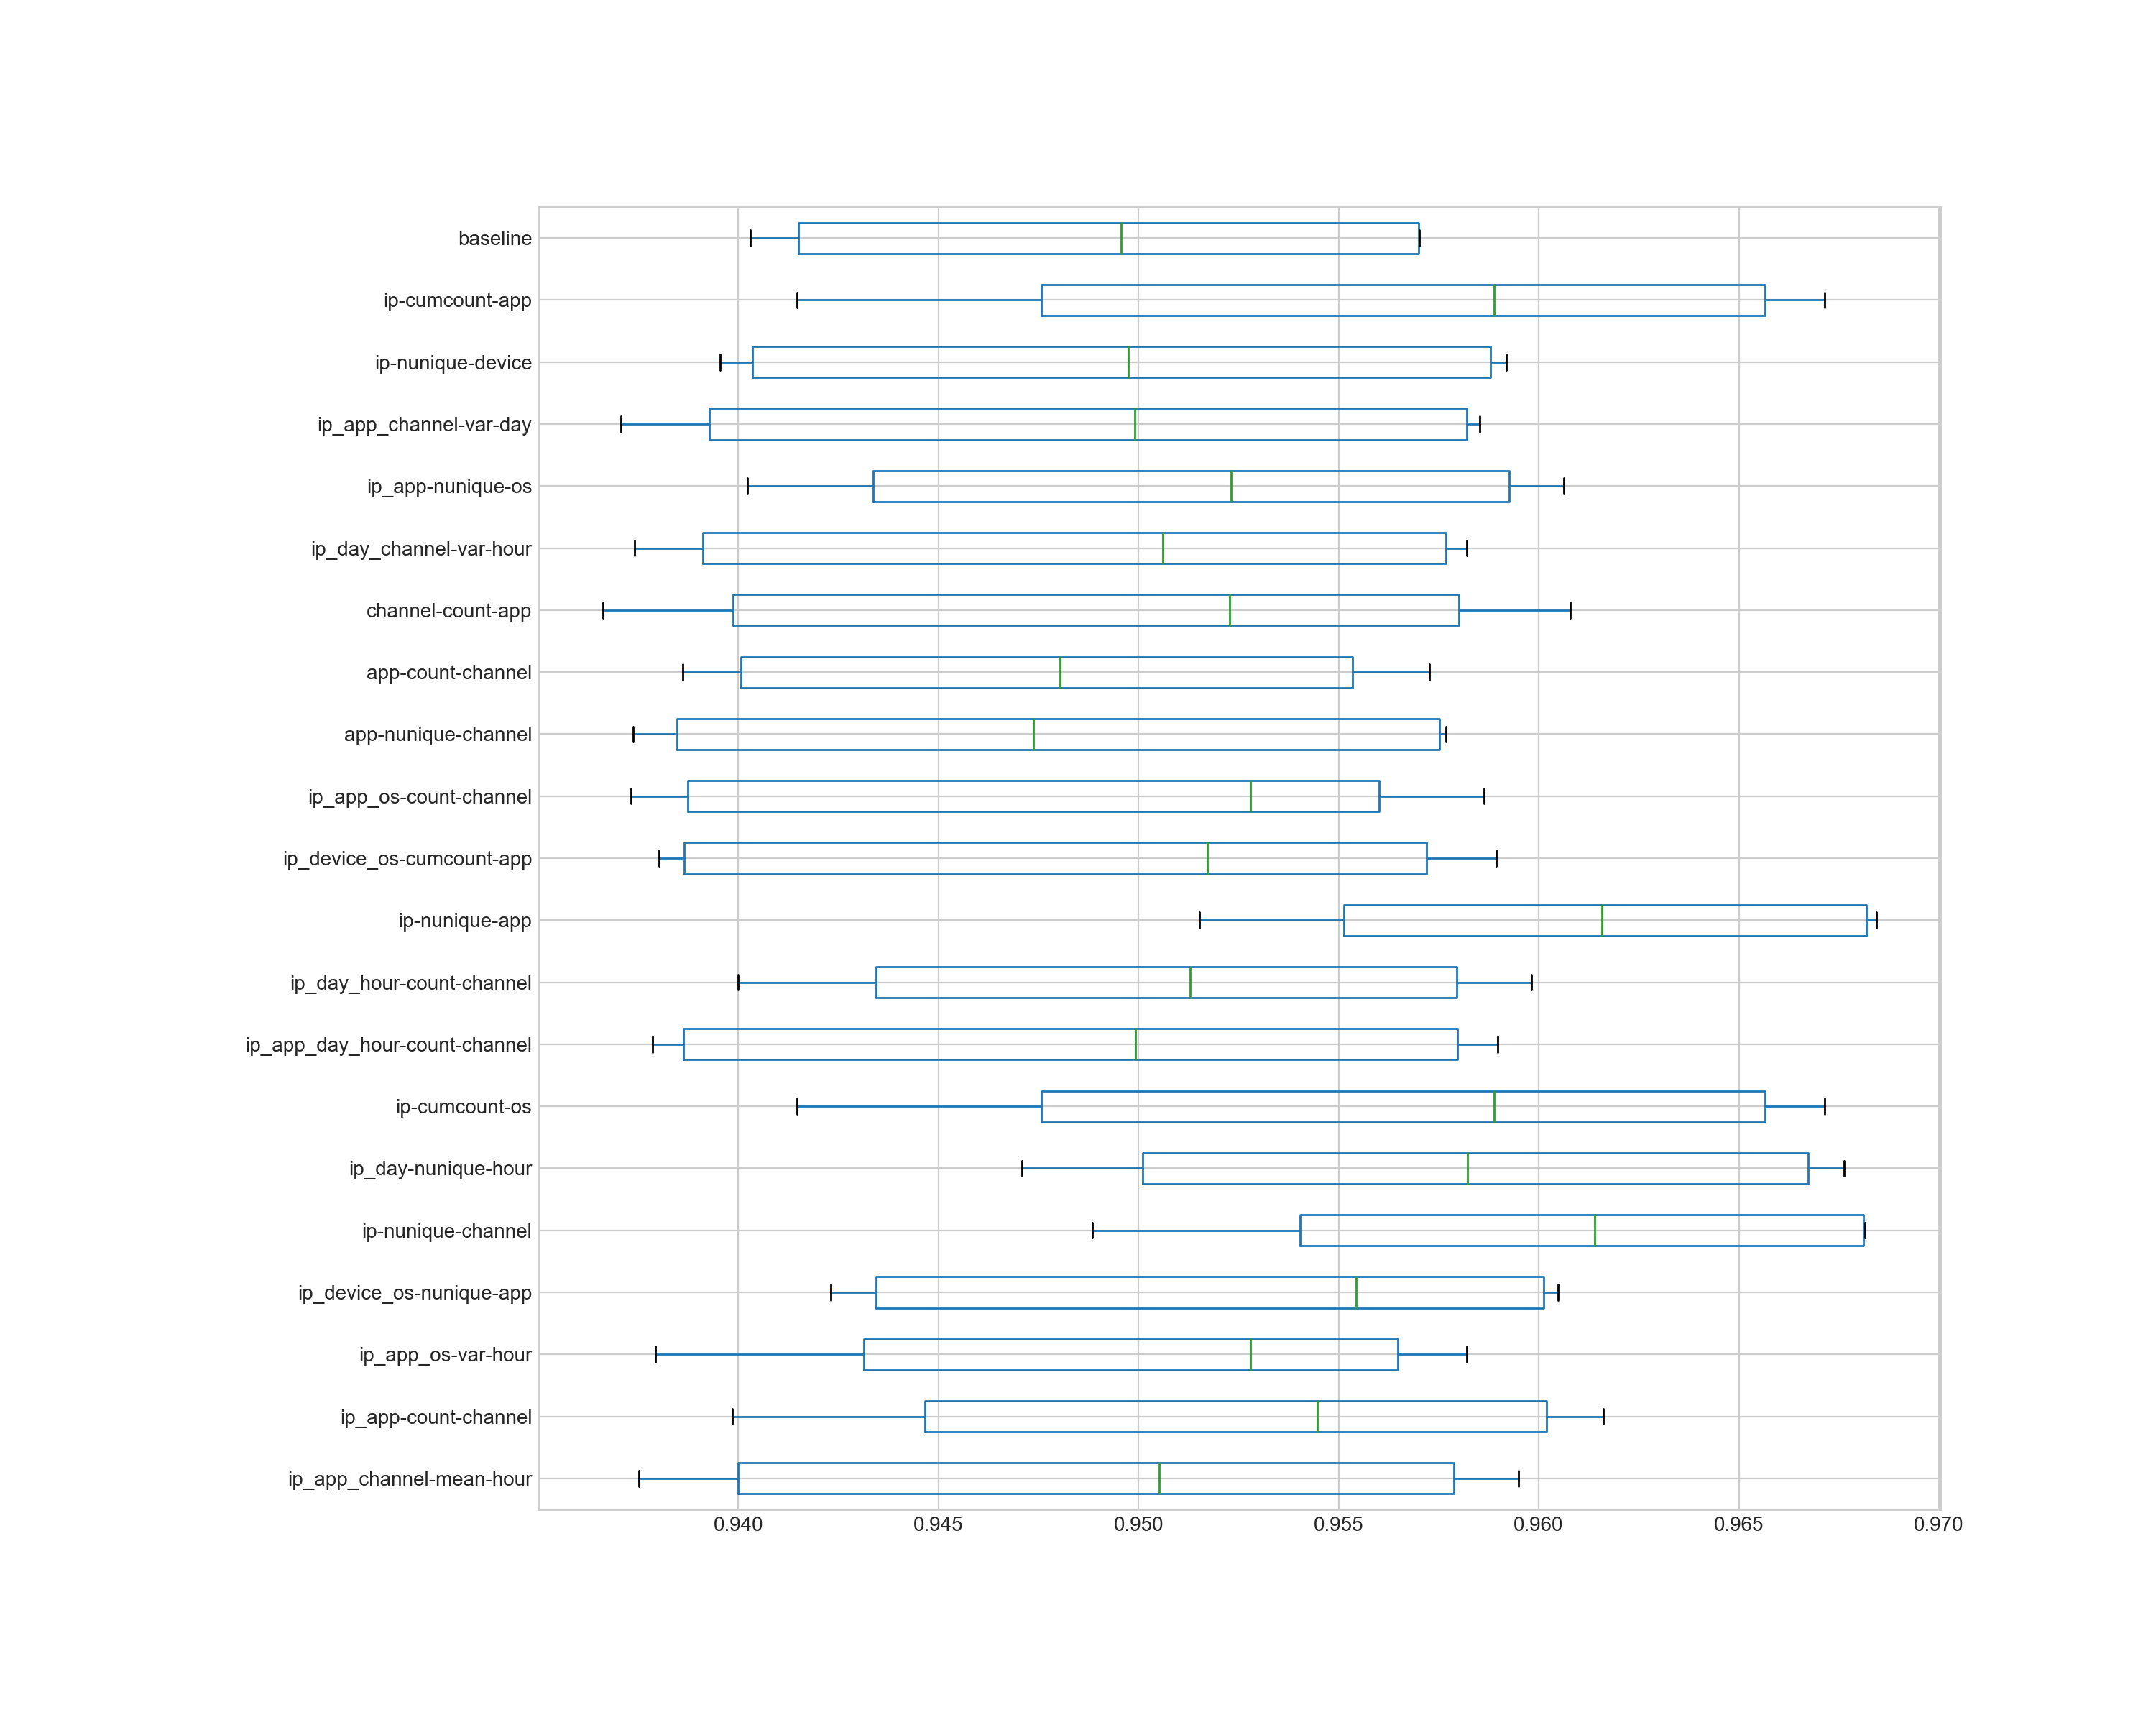 baseline
ip-cumcount-app
ip-nunique-device
ip_app_channel-var-day
ip_app-nunique-os
ip_day_channel-var-hour
channel-count-app
app-count-channel
app-nunique-channel
ip_app_os-count-channel
ip_device_os-cumcount-app
ip-nunique-app
ip_day_hour-count-channel
ip_app_day_hour-count-channel
ip-cumcount-os
ip_day-nunique-hour
ip-nunique-channel
ip_device_os-nunique-app
ip_app_os-var-hour
ip_app-count-channel
ip_app_channel-mean-hour
0.940 0.945 0.950 0.955 0.960 0.965 0.970